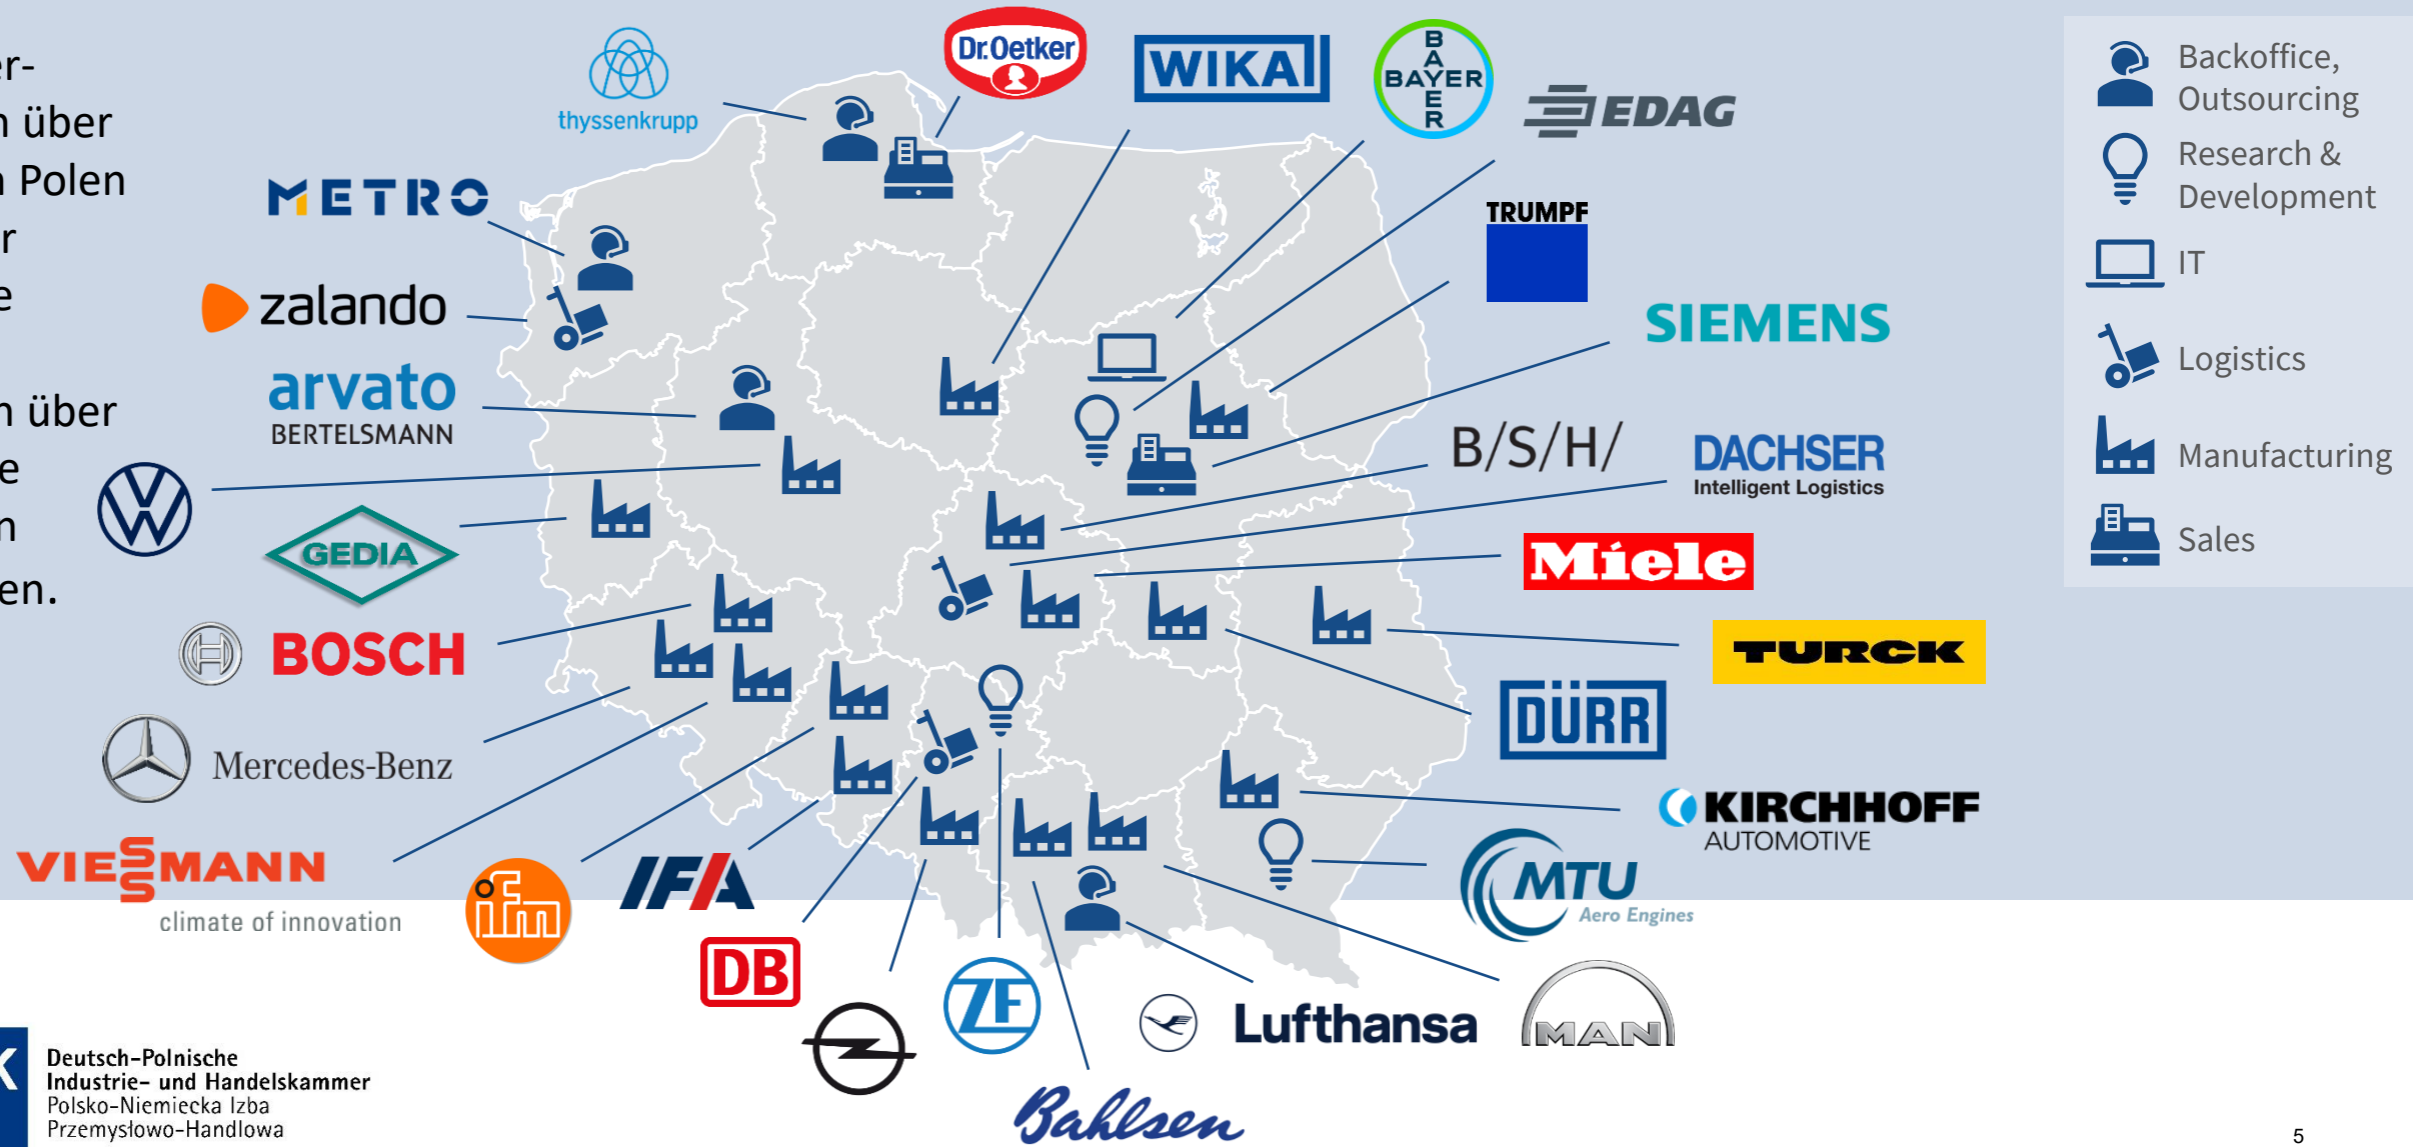 er-
n über
n Polen
r
e
n über
e
n
en.
thyssenkrupp
Dr.Oetker
WIKA
BAYER
BAYER
EDAG
METRO
TRUMPF
zalando
SIEMENS
arvato
BERTELSMANN
B/S/H/
DACHSER
Intelligent Logistics
GEDIA
Miele
BOSCH
TURCK
DÜRR
Mercedes-Benz
KIRCHHOFF
AUTOMOTIVE
VIESSMANN
climate of innovation
ifm
IFA
MTU
Aero Engines
DB
ZF
Lufthansa
MAN
Bahlsen
Backoffice,
Outsourcing
Research &
Development
IT
Logistics
Manufacturing
Sales
K
Deutsch-Polnische
Industrie- und Handelskammer
Polsko-Niemiecka Izba
Przemysłowo-Handlowa
5